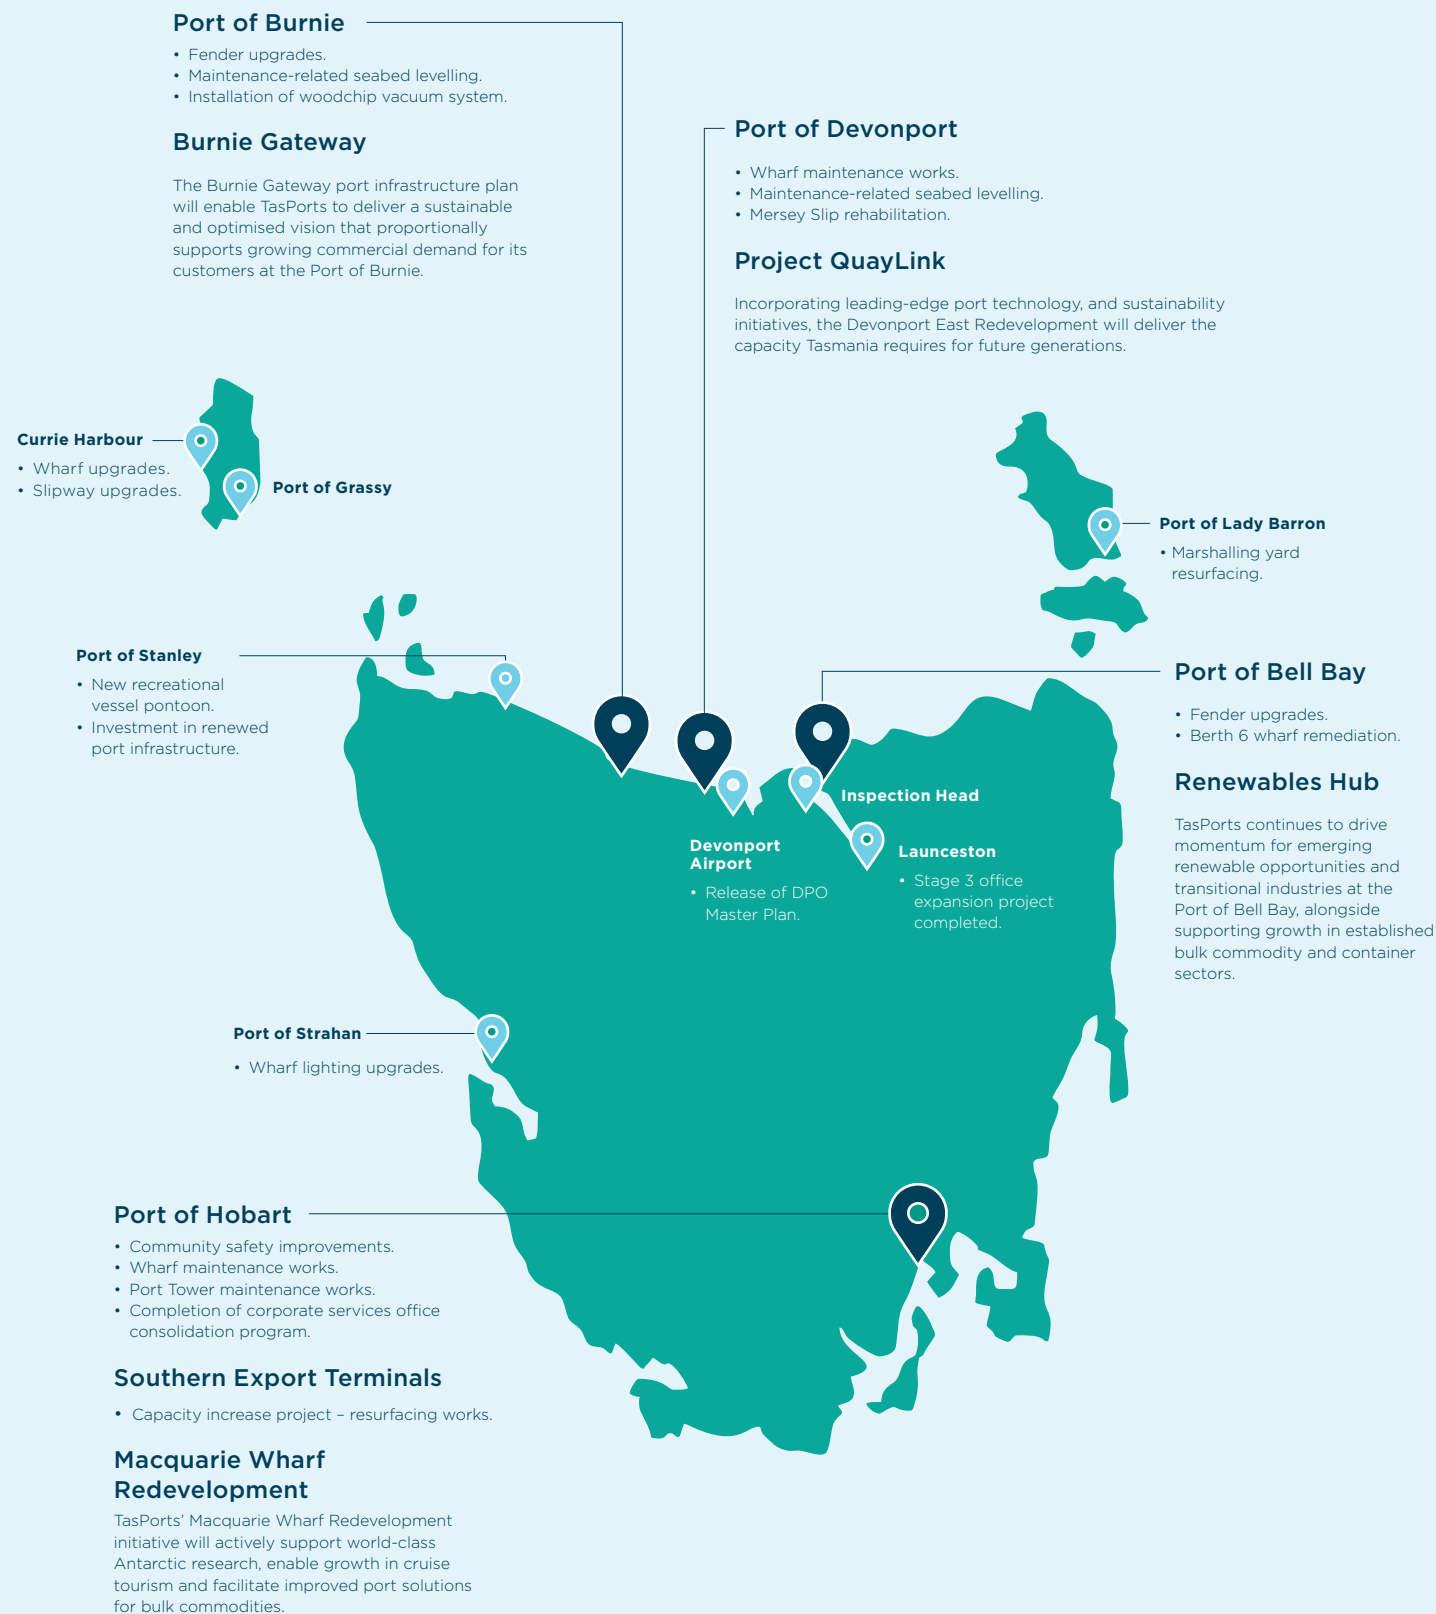 Port of Burnie
• Fender upgrades.
• Maintenance-related seabed levelling.
• Installation of woodchip vacuum system.
Burnie Gateway
The Burnie Gateway port infrastructure plan
will enable TasPorts to deliver a sustainable
and optimised vision that proportionally
supports growing commercial demand for its
customers at the Port of Burnie.
Port of Devonport
• Wharf maintenance works.
• Maintenance-related seabed levelling.
• Mersey Slip rehabilitation.
Project QuayLink
Incorporating leading-edge port technology, and sustainability
initiatives, the Devonport East Redevelopment will deliver the
capacity Tasmania requires for future generations.
Currie Harbour
• Wharf upgrades.
• Slipway upgrades.
Port of Grassy
Port of Lady Barron
• Marshalling yard
resurfacing.
Port of Stanley
• New recreational
vessel pontoon.
• Investment in renewed
port infrastructure.
Port of Bell Bay
• Fender upgrades.
• Berth 6 wharf remediation.
Renewables Hub
TasPorts continues to drive
momentum for emerging
renewable opportunities and
transitional industries at the
Port of Bell Bay, alongside
supporting growth in established
bulk commodity and container
sectors.
Inspection Head
Devonport
Airport
• Release of DPO
Master Plan.
Launceston
• Stage 3 office
expansion project
completed.
Port of Strahan
• Wharf lighting upgrades.
Port of Hobart
• Community safety improvements.
• Wharf maintenance works.
• Port Tower maintenance works.
• Completion of corporate services office
consolidation program.
Southern Export Terminals
• Capacity increase project – resurfacing works.
Macquarie Wharf
Redevelopment
TasPorts’ Macquarie Wharf Redevelopment
initiative will actively support world-class
Antarctic research, enable growth in cruise
tourism and facilitate improved port solutions
for bulk commodities.